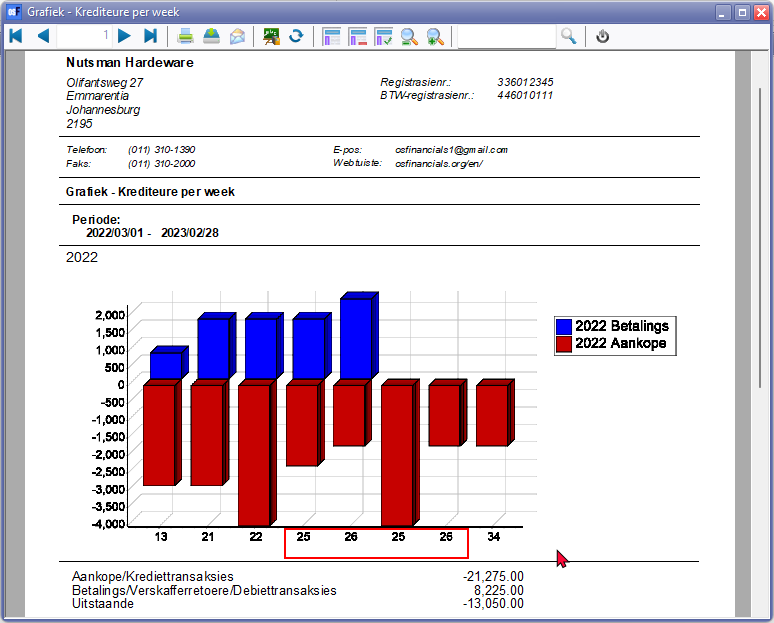 Grafiek - Krediteure per week
1
Nutsman Hardeware
Olifantsweg 27
Emmarentia
Johannesburg
2195
Registrasienr.: 336012345
BTW-registrasienr.: 446010111
Telefoon: (011) 310-1390
Faks: (011) 310-2000
E-pos: csfinancials1@gmail.com
Webtuiste: csfinancials.org/en/
Grafiek - Krediteure per week
Periode:
2022/03/01 - 2023/02/28
2022
2,000
1,500
1,000
500
0
-500
-1,000
-1,500
-2,000
-2,500
-3,000
-3,500
-4,000
13 21 22 25 26 25 26 34
2022 Betalings
2022 Aankope
Aankope/Krediettransaksies -21,275.00
Betalings/Verskafferretoere/Debiettransaksies 8,225.00
Uitstaande -13,050.00